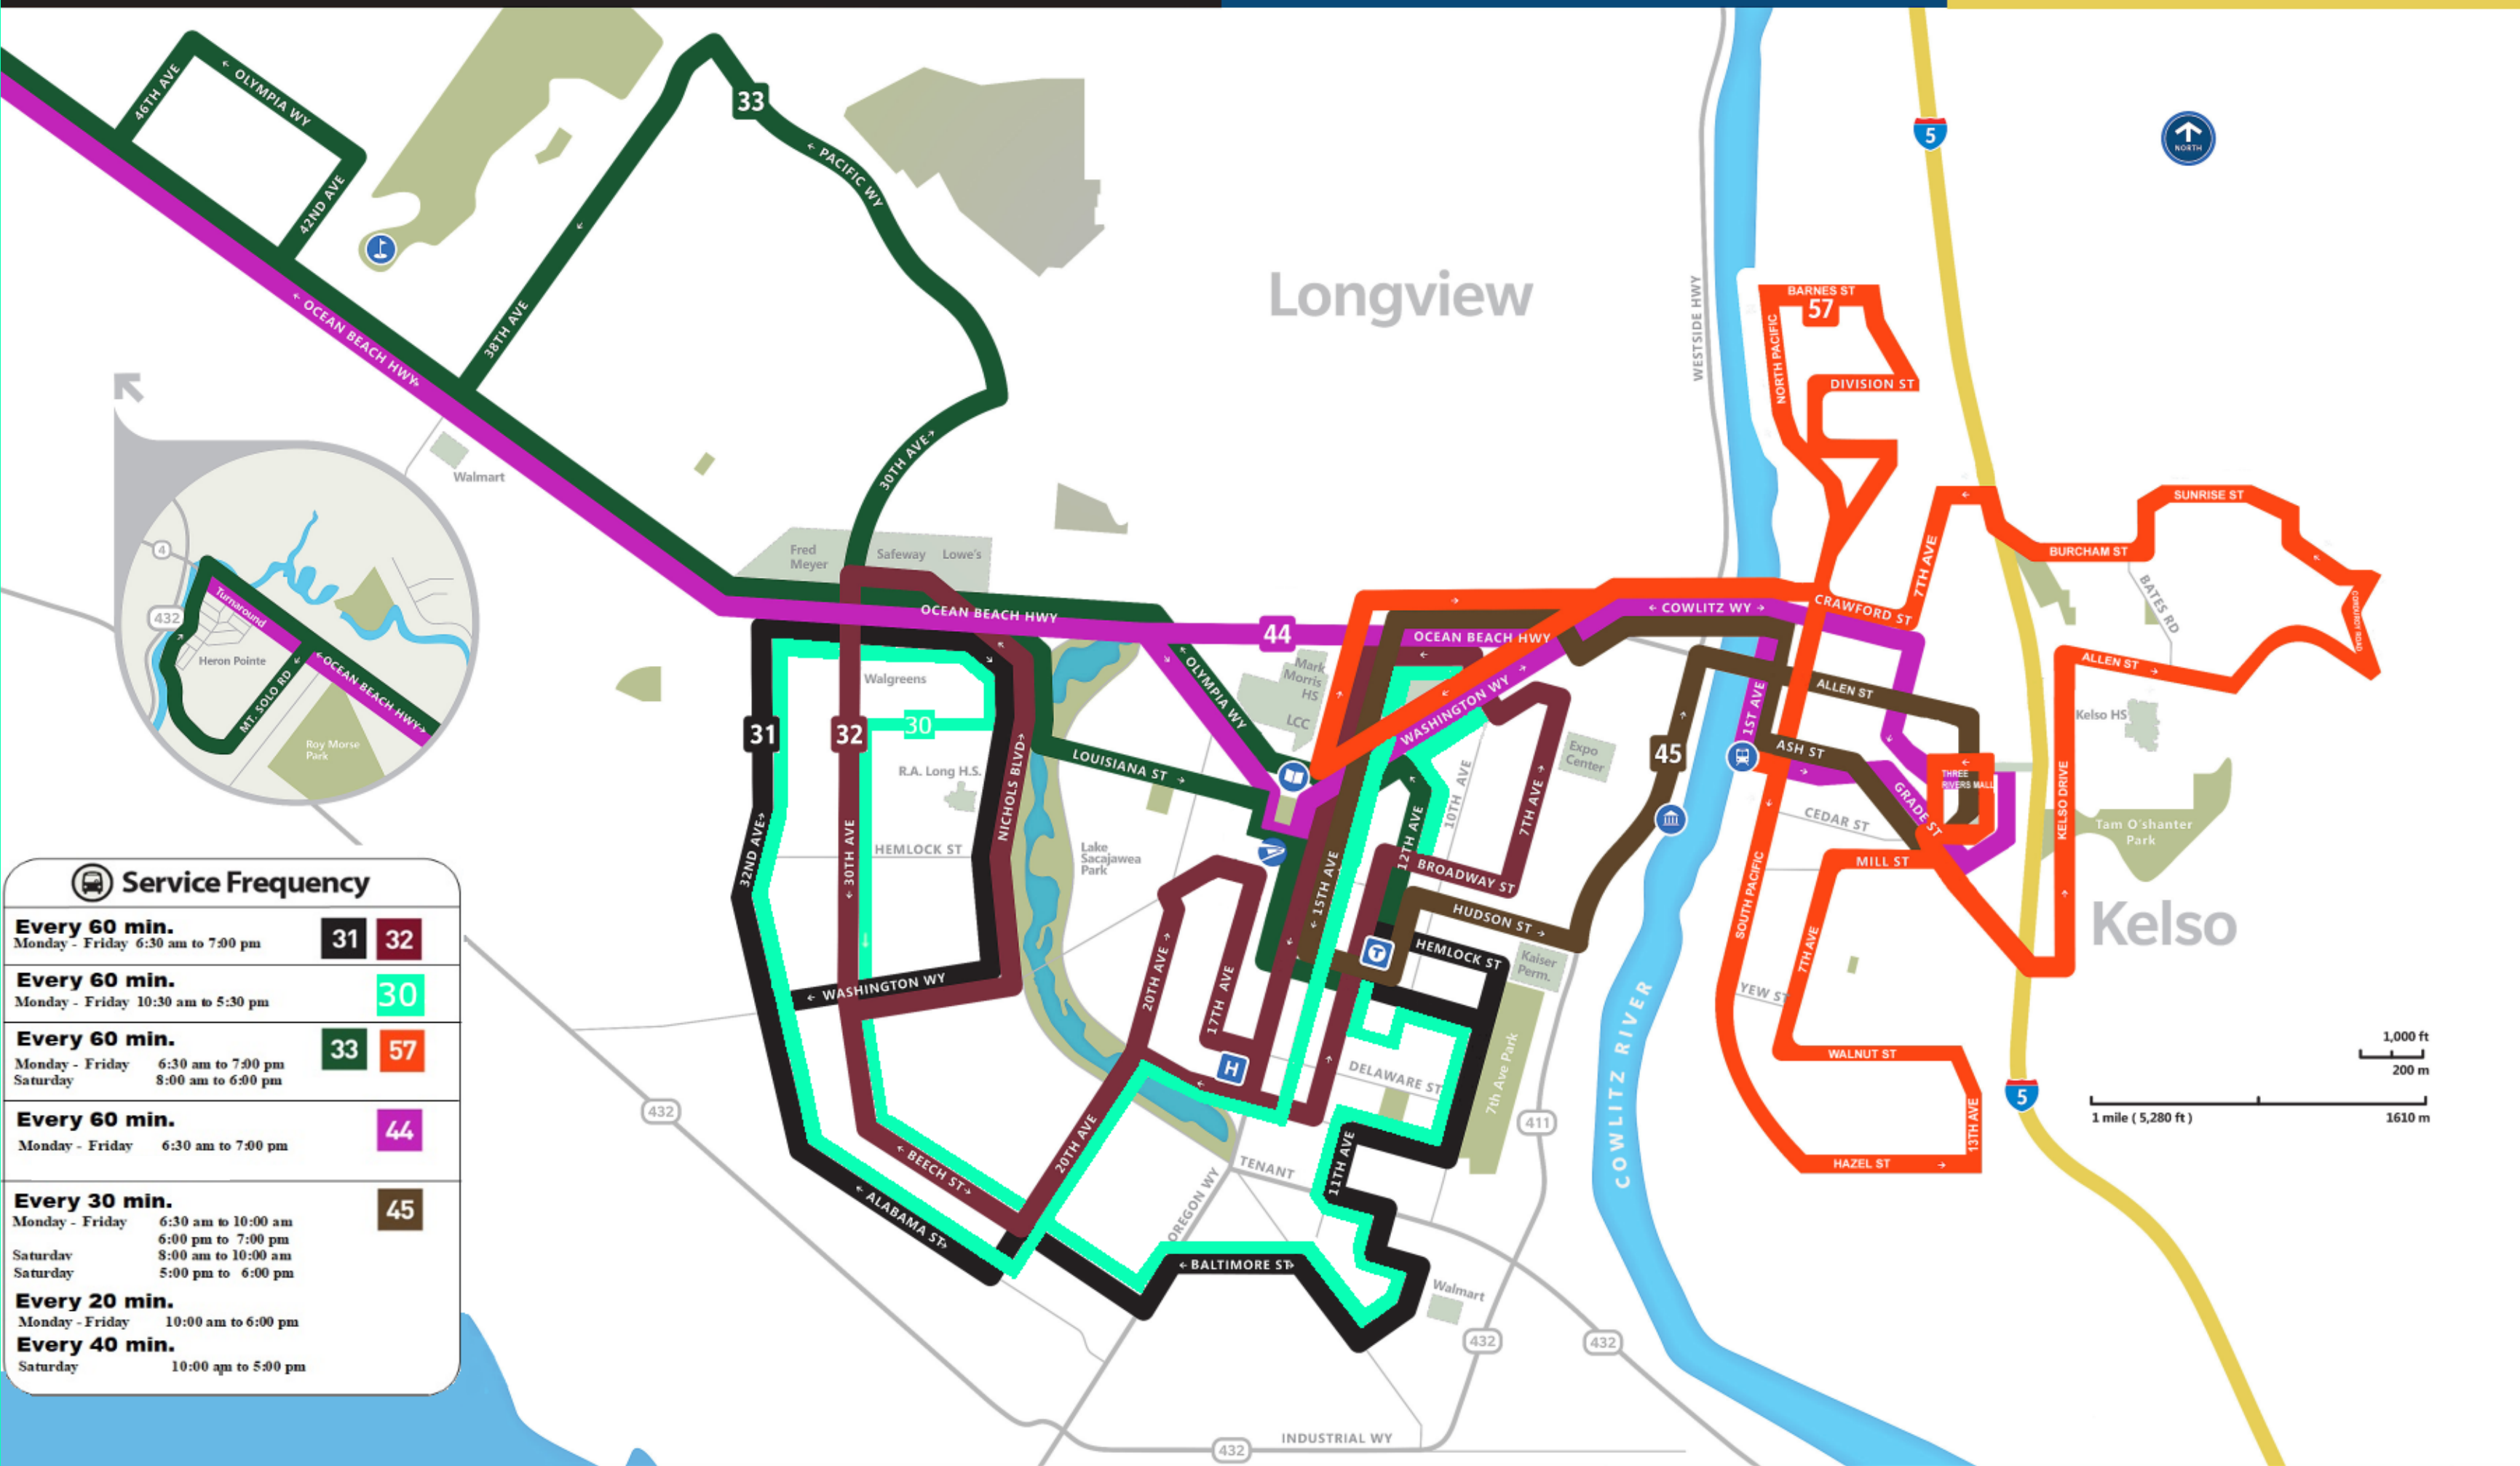 46TH AVE
← OLYMPIA WY
42ND AVE
33
← PACIFIC WY
38TH AVE
← OCEAN BEACH HWY→
30TH AVE→
Longview
WESTSIDE HWY
5
NORTH
BARNES ST
57
NORTH PACIFIC
DIVISION ST
Walmart
4
432
Turnaround
Heron Pointe
MT. SOLO RD
←OCEAN BEACH HWY→
Roy Morse
Park
Fred
Meyer
Safeway
Lowe's
OCEAN BEACH HWY
44
OCEAN BEACH HWY
← COWLITZ WY →
CRAWFORD ST
7TH AVE
BURCHAM ST
SUNRISE ST
BATES RD
COROUROY ROAD
ALLEN ST
Kelso HS
KELSO DRIVE
Tam O'shanter
Park
Kelso
Walgreens
30
31
32
R.A. Long H.S.
HEMLOCK ST
32ND AVE→
← 30TH AVE
NICHOLS BLVD→
← WASHINGTON WY
LOUISIANA ST →
OLYMPIA WY
Lake
Sacajawea
Park
Mark
Morris
HS
LCC
WASHINGTON WY
Expo
Center
10TH AVE
7TH AVE →
12TH AVE
BROADWAY ST
← 15TH AVE
HUDSON ST →
HEMLOCK ST
T
Kaiser
Perm.
45
1ST AVE
ALLEN ST
ASH ST
GRADE ST
THREE
RIVERS MALL
CEDAR ST
MILL ST
SOUTH PACIFIC
7TH AVE
YEW ST
WALNUT ST
13TH AVE
HAZEL ST →
20TH AVE →
17TH AVE
H
DELAWARE ST
7th Ave Park
411
COWLITZ RIVER
← BEECH ST→
20TH AVE
← ALABAMA ST→
TENANT
OREGON WY
11TH AVE
← BALTIMORE ST→
Walmart
432
432
432
INDUSTRIAL WY
432
5
1,000 ft
200 m
1 mile ( 5,280 ft )
1610 m
Service Frequency
Every 60 min.
Monday - Friday 6:30 am to 7:00 pm
31 32
Every 60 min.
Monday - Friday 10:30 am to 5:30 pm
30
Every 60 min.
Monday - Friday 6:30 am to 7:00 pm
Saturday 8:00 am to 6:00 pm
33 57
Every 60 min.
Monday - Friday 6:30 am to 7:00 pm
44
Every 30 min.
45
Monday - Friday 6:30 am to 10:00 am
6:00 pm to 7:00 pm
Saturday 8:00 am to 10:00 am
Saturday 5:00 pm to 6:00 pm
Every 20 min.
Monday - Friday 10:00 am to 6:00 pm
Every 40 min.
Saturday 10:00 am to 5:00 pm